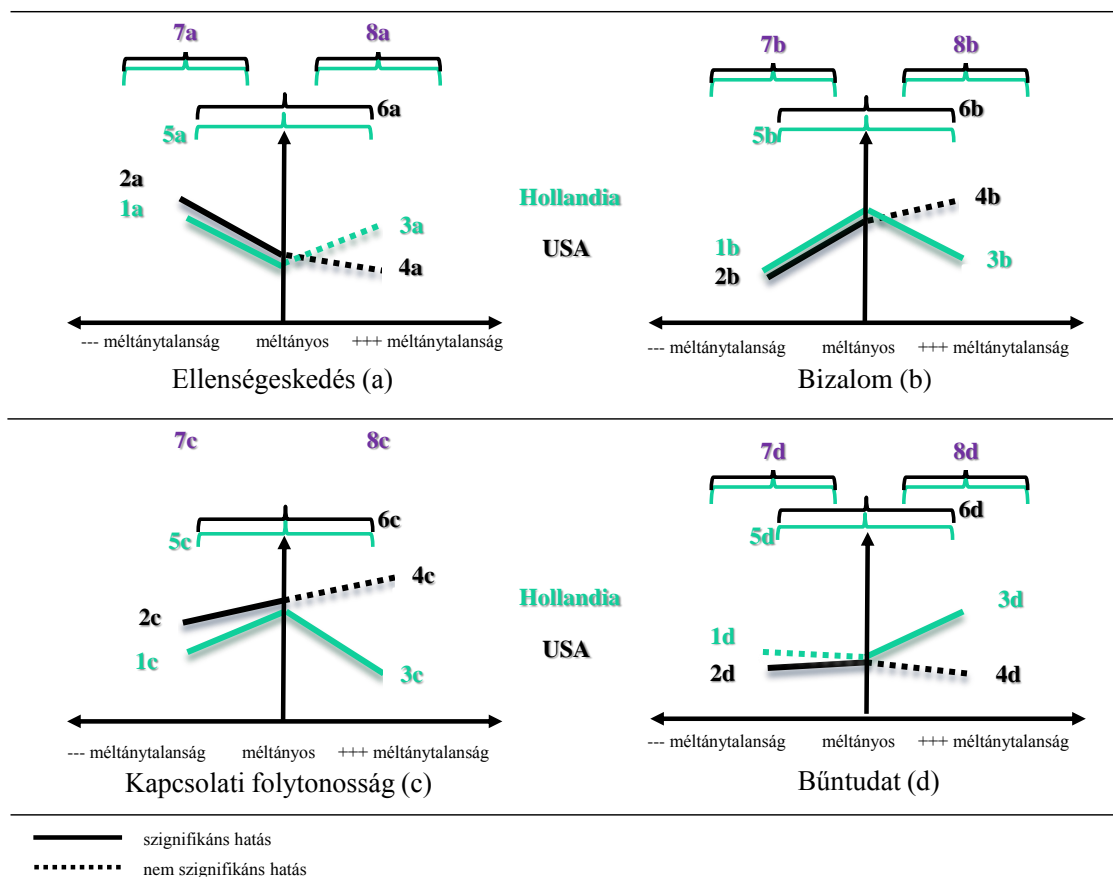 7a 8a
6a
5a
2a
1a
3a
4a
--- méltánytalanság méltányos +++ méltánytalanság
Ellenségeskedés (a)
Hollandia
USA
7b 8b
6b
5b
4b
1b
2b
3b
--- méltánytalanság méltányos +++ méltánytalanság
Bizalom (b)
7c 8c
6c
5c
4c
2c
1c
3c
--- méltánytalanság méltányos +++ méltánytalanság
Kapcsolati folytonosság (c)
Hollandia
USA
7d 8d
6d
5d
3d
1d
2d
4d
--- méltánytalanság méltányos +++ méltánytalanság
Bűntudat (d)
szignifikáns hatás
nem szignifikáns hatás